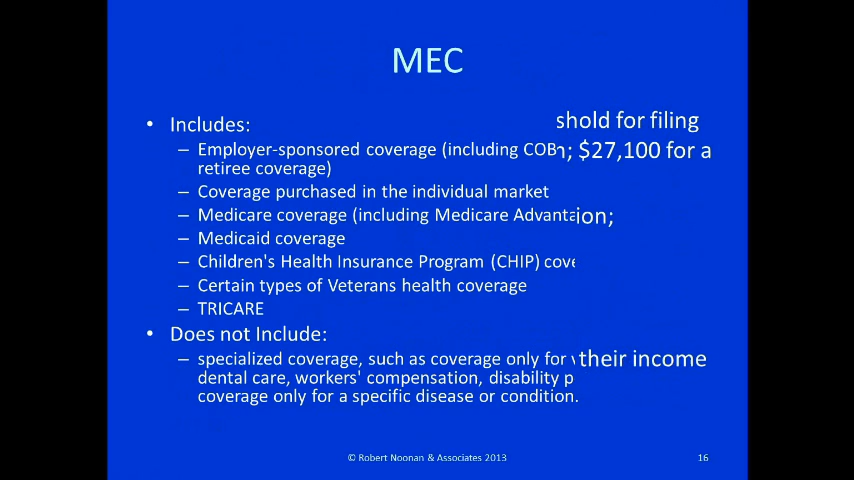 MEC
• Includes:
shold for filing
– Employer-sponsored coverage (including COB
; $27,100 for a
retiree coverage)
– Coverage purchased in the individual market
– Medicare coverage (including Medicare Advanta
ion;
– Medicaid coverage
– Children's Health Insurance Program (CHIP) cov
– Certain types of Veterans health coverage
– TRICARE
• Does not Include:
– specialized coverage, such as coverage only for
their income
dental care, workers' compensation, disability p
coverage only for a specific disease or condition.
© Robert Noonan & Associates 2013
16